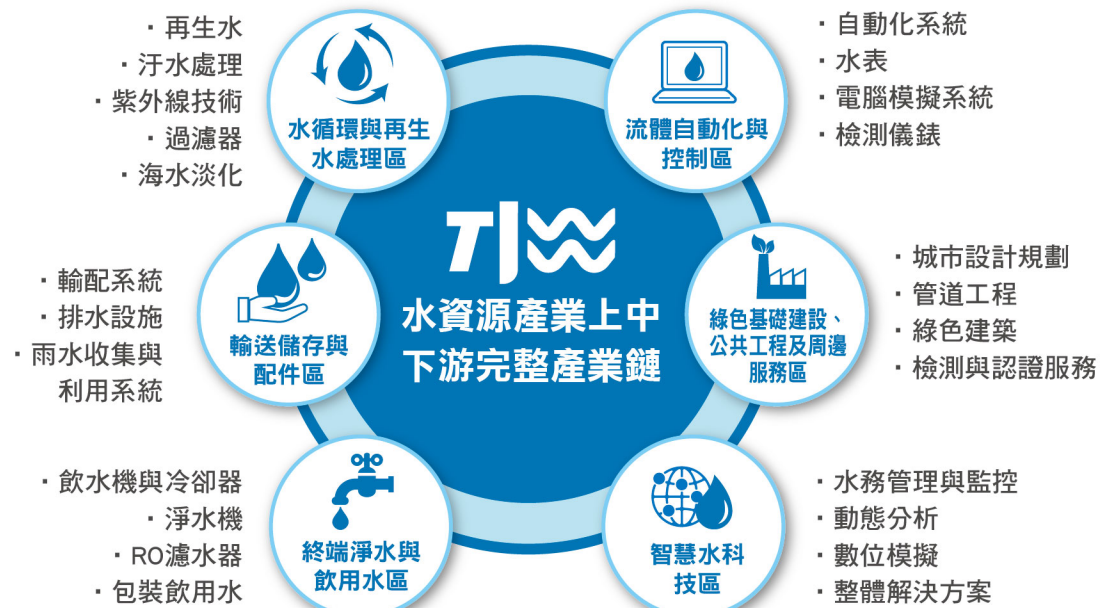 ・再生水
・汙水處理
・紫外線技術
・過濾器
・海水淡化
水循環與再生
水處理區
流體自動化與
控制區
・自動化系統
・水表
・電腦模擬系統
・檢測儀錶
TIWW
水資源產業上中
下游完整產業鏈
・輸配系統
・排水設施
・雨水收集與
利用系統
輸送儲存與
配件區
綠色基礎建設、
公共工程及周邊
服務區
・城市設計規劃
・管道工程
・綠色建築
・檢測與認證服務
・飲水機與冷卻器
・淨水機
・RO濾水器
・包裝飲用水
終端淨水與
飲用水區
智慧水科
技區
・水務管理與監控
・動態分析
・數位模擬
・整體解決方案